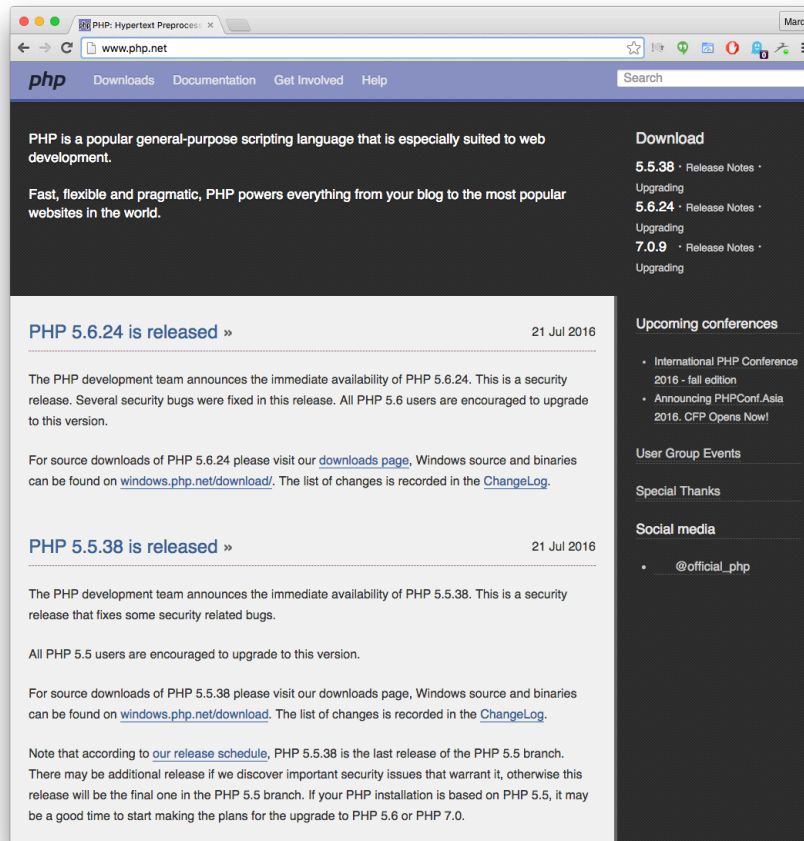 PHP: Hypertext Preprocess
Marc
www.php.net
php
Downloads
Documentation
Get Involved
Help
Search
PHP is a popular general-purpose scripting language that is especially suited to web
development.
Fast, flexible and pragmatic, PHP powers everything from your blog to the most popular
websites in the world.
Download
5.5.38 · Release Notes ·
Upgrading
5.6.24 · Release Notes ·
Upgrading
7.0.9 · Release Notes ·
Upgrading
PHP 5.6.24 is released »
21 Jul 2016
The PHP development team announces the immediate availability of PHP 5.6.24. This is a security
release. Several security bugs were fixed in this release. All PHP 5.6 users are encouraged to upgrade
to this version.
For source downloads of PHP 5.6.24 please visit our downloads page, Windows source and binaries
can be found on windows.php.net/download/. The list of changes is recorded in the ChangeLog.
PHP 5.5.38 is released »
21 Jul 2016
The PHP development team announces the immediate availability of PHP 5.5.38. This is a security
release that fixes some security related bugs.
All PHP 5.5 users are encouraged to upgrade to this version.
For source downloads of PHP 5.5.38 please visit our downloads page, Windows source and binaries
can be found on windows.php.net/download. The list of changes is recorded in the ChangeLog.
Note that according to our release schedule, PHP 5.5.38 is the last release of the PHP 5.5 branch.
There may be additional release if we discover important security issues that warrant it, otherwise this
release will be the final one in the PHP 5.5 branch. If your PHP installation is based on PHP 5.5, it may
be a good time to start making the plans for the upgrade to PHP 5.6 or PHP 7.0.
Upcoming conferences
• International PHP Conference
2016 - fall edition
• Announcing PHPConf.Asia
2016. CFP Opens Now!
User Group Events
Special Thanks
Social media
• @official_php